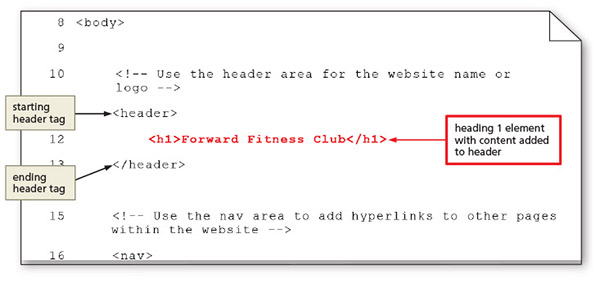 8 <body>
9
10 <!-- Use the header area for the website name or
logo -->
starting
header tag
<header>
12 <h1>Forward Fitness Club</h1>
heading 1 element
with content added
to header
ending
header tag
13 </header>
15 <!-- Use the nav area to add hyperlinks to other pages
within the website -->
16 <nav>